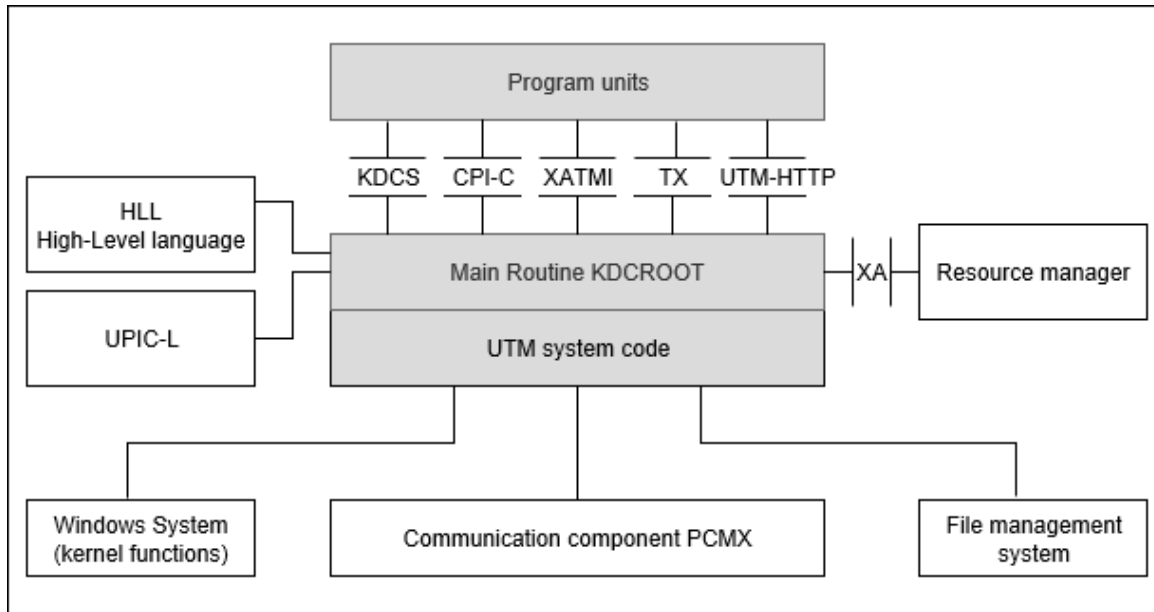 Program units
KDCS
CPI-C
XATMI
TX
UTM-HTTP
HLL
High-Level language
Main Routine KDCROOT
XA
Resource manager
UPIC-L
UTM system code
Windows System
(kernel functions)
Communication component PCMX
File management
system